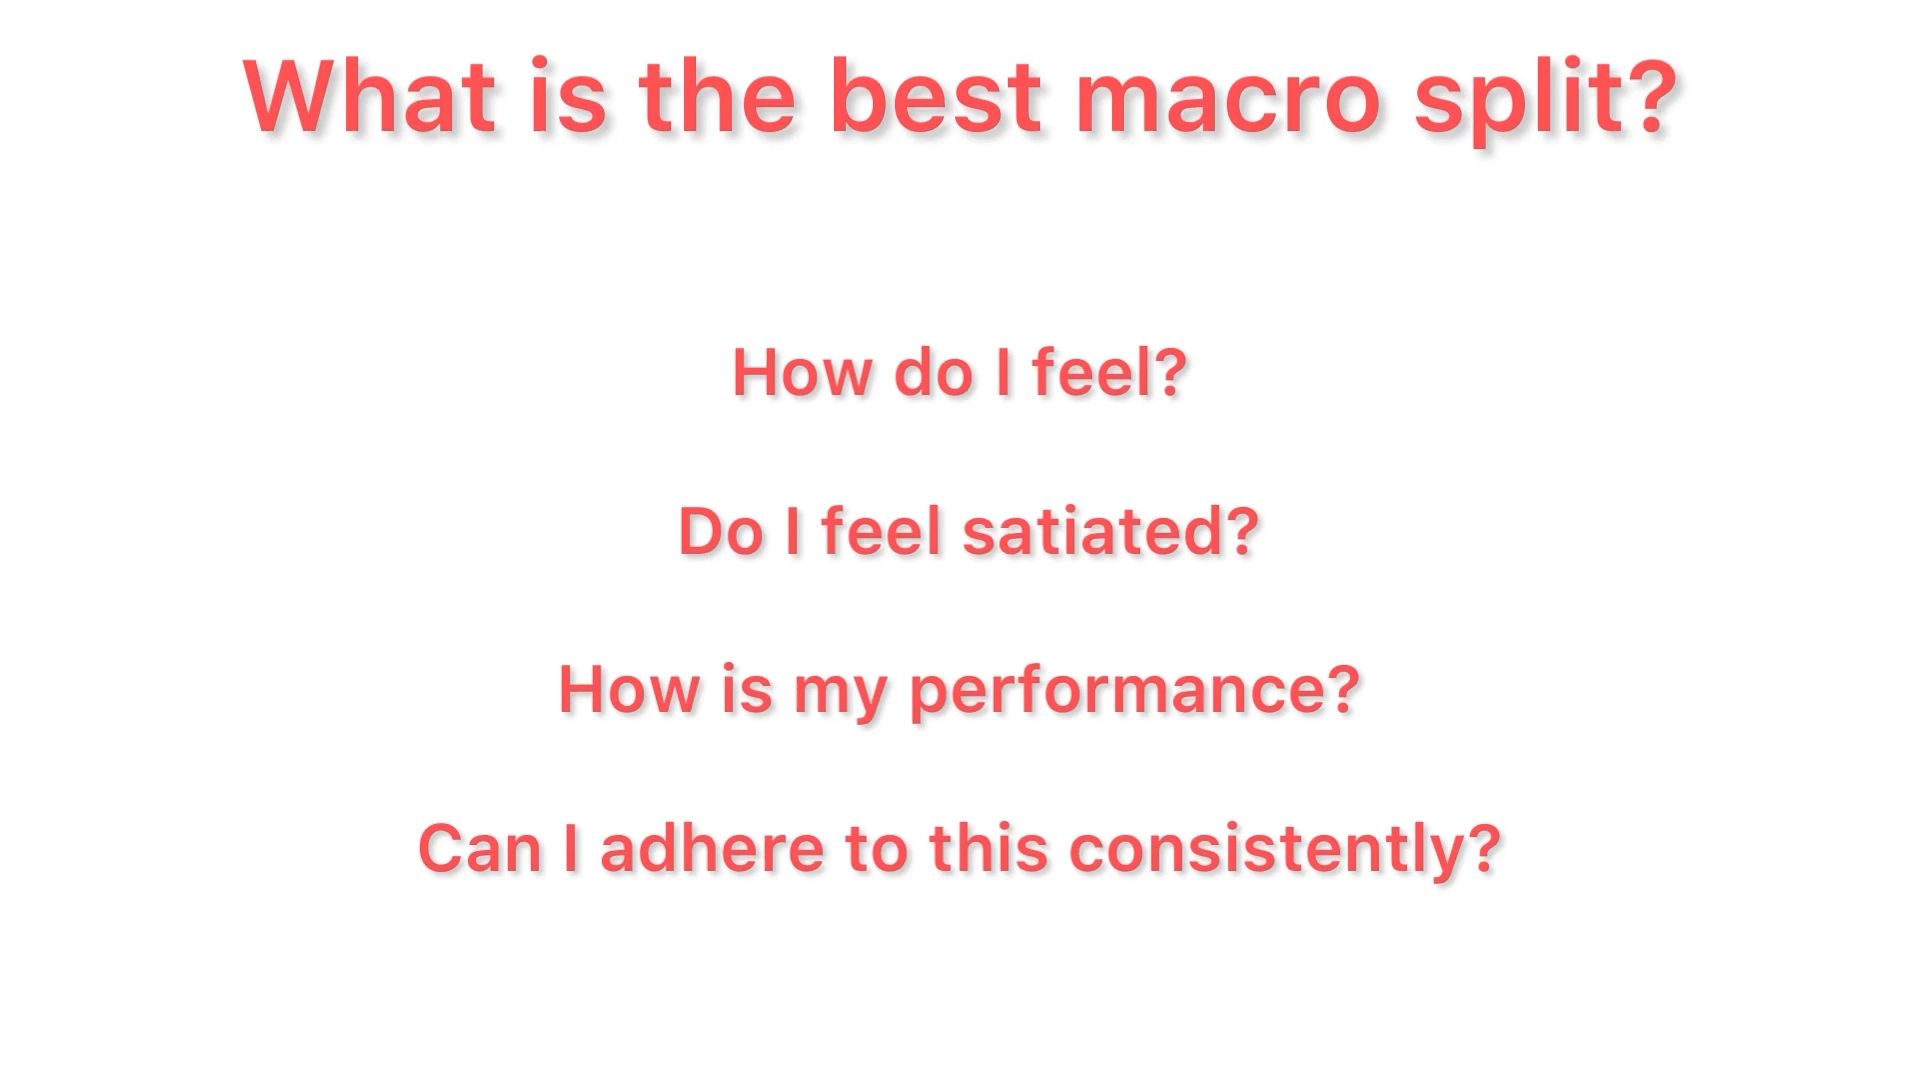 What is the best macro split?
How do I feel?
Do I feel satiated?
How is my performance?
Can I adhere to this consistently?